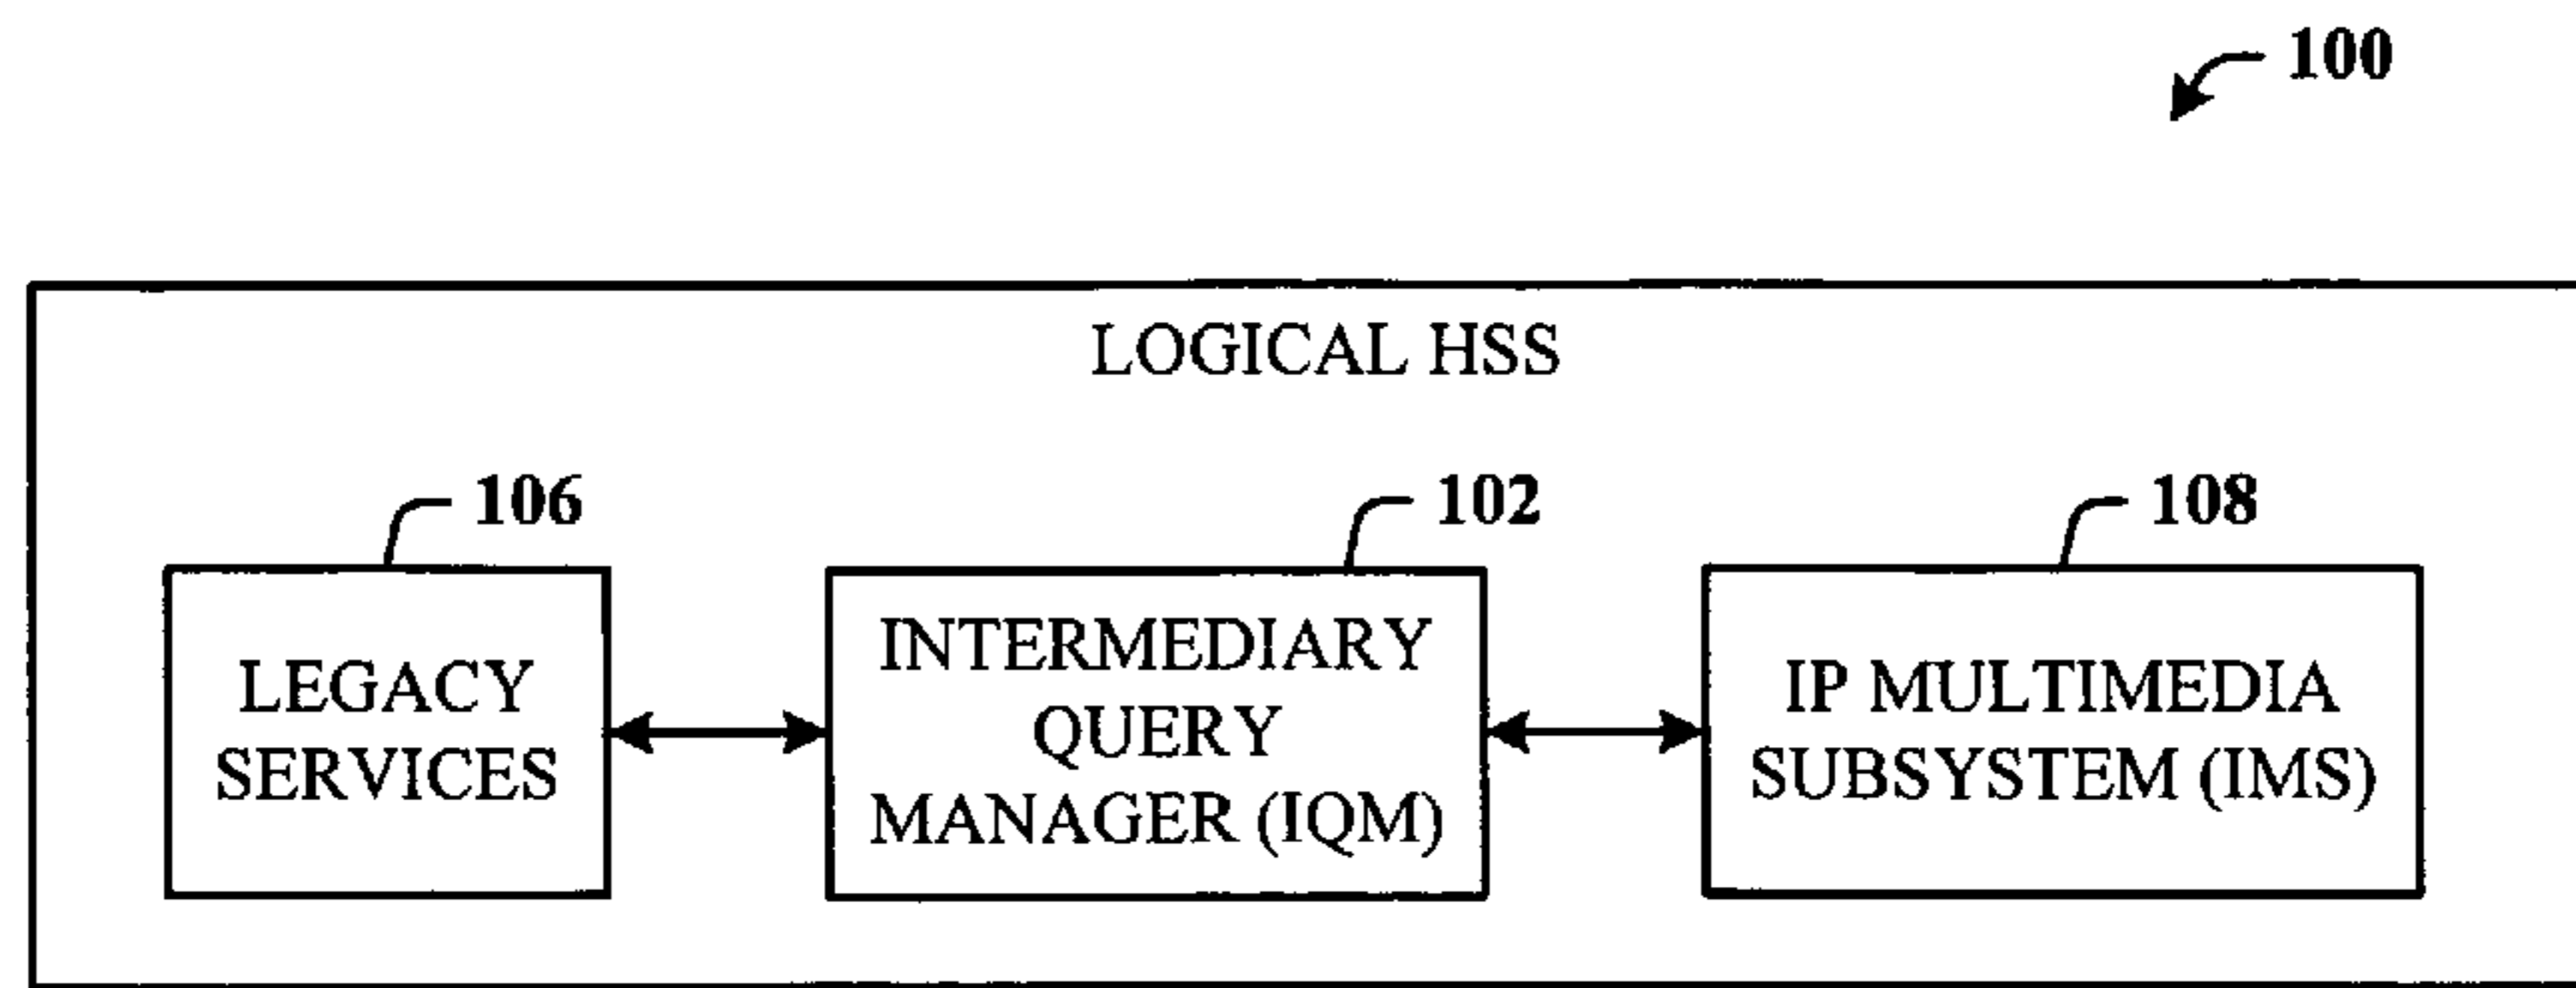 100
LOGICAL HSS
106
102
108
LEGACY
SERVICES
INTERMEDIARY
QUERY
MANAGER (IQM)
IP MULTIMEDIA
SUBSYSTEM (IMS)